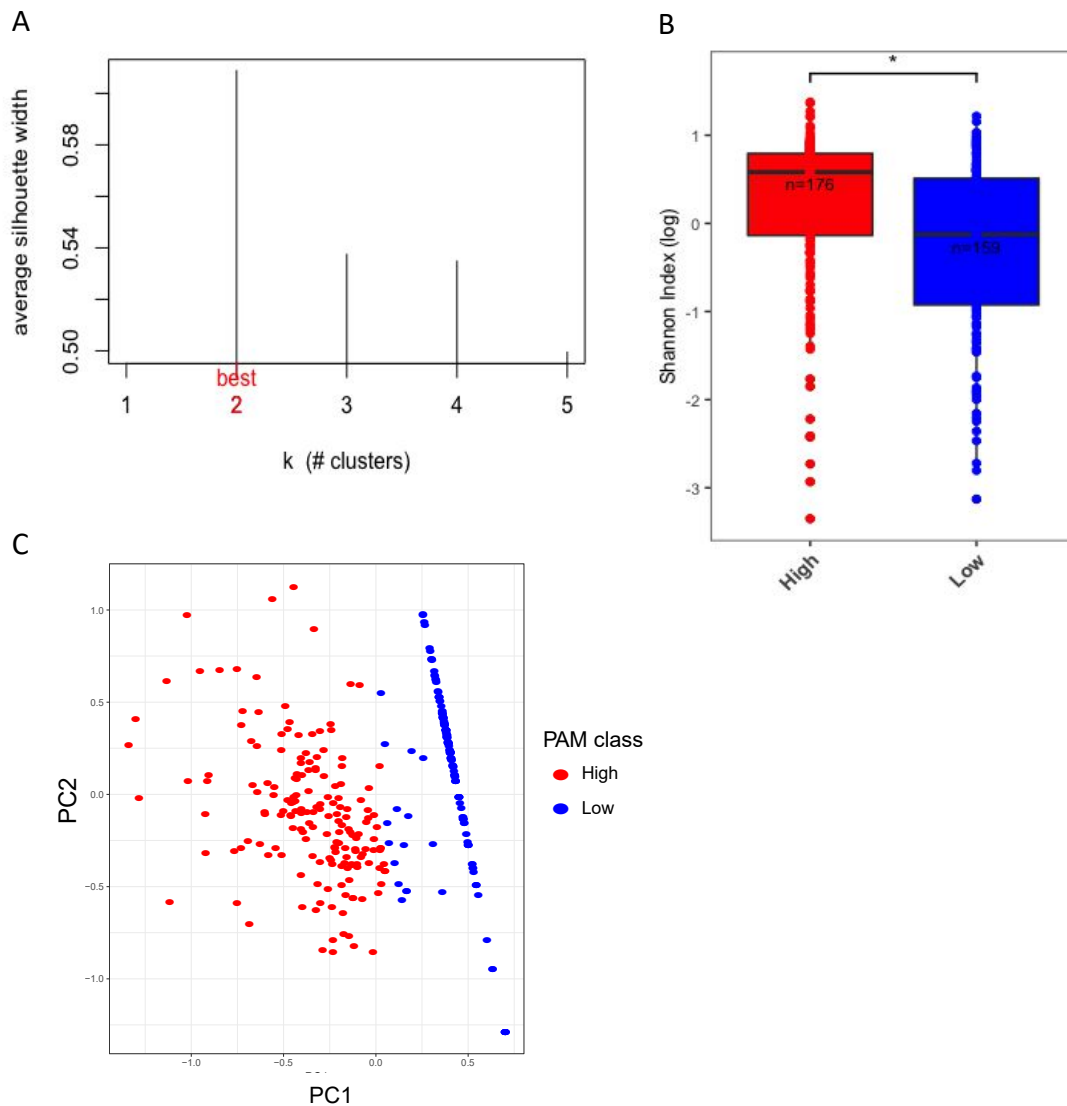 A
average silhouette width
0.50 0.54 0.58
best
1 2 3 4 5
k (# clusters)
B
*
Shannon Index (log)
1
0
-1
-2
-3
n=176
n=159
High
Low
C
PC2
1.0
0.5
0.0
−0.5
−1.0
−1.0 −0.5 0.0 0.5
PC1
PAM class
High
Low